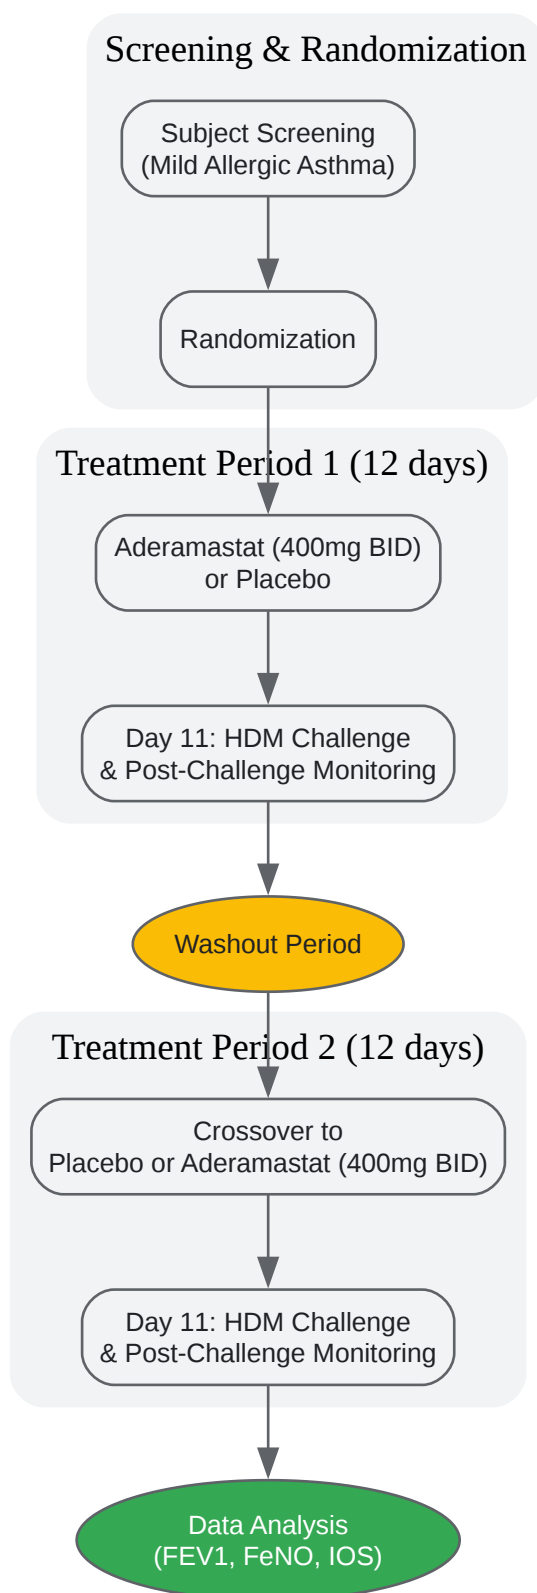 Screening & Randomization
Subject Screening
(Mild Allergic Asthma)
Randomization
Treatment Period 1 (12 days)
Aderamastat (400mg BID)
or Placebo
Day 11: HDM Challenge
& Post-Challenge Monitoring
Washout Period
Treatment Period 2 (12 days)
Crossover to
Placebo or Aderamastat (400mg BID)
Day 11: HDM Challenge
& Post-Challenge Monitoring
Data Analysis
(FEV1, FeNO, IOS)